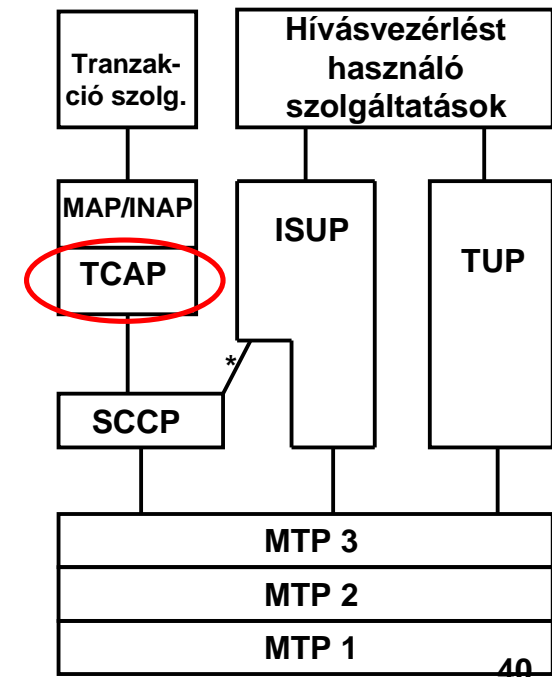 Tranzak-
ció szolg.
Hívásvezérlést
használó
szolgáltatások
MAP/INAP
TCAP
ISUP
TUP
*
SCCP
MTP 3
MTP 2
MTP 1
40